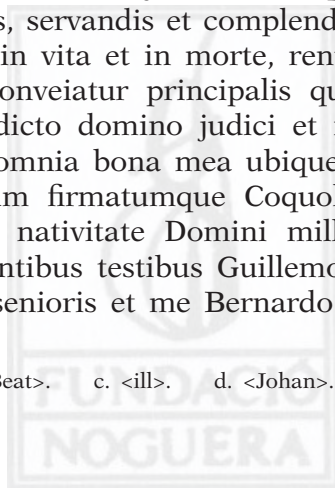 s, servandis et complend
in vita et in morte, ren
conveiatur principalis qu
dicto domino judici et
omnia bona mea ubique
m firmatumque Coquol
nativitate Domini mill
ntibus testibus Guillemo
senioris et me Bernardo
Beat>. c. <ill>. d. <Johan>.
FUNDACIÓ
NOGUERA